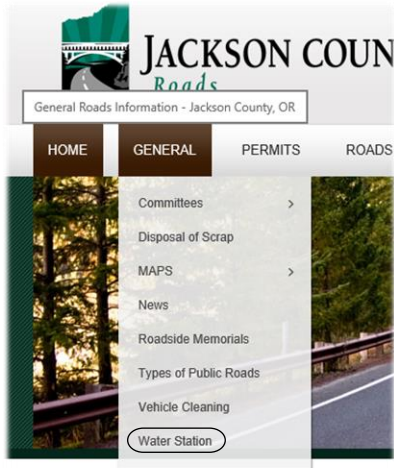 JACKSON COUN
Roads
General Roads Information - Jackson County, OR
HOME GENERAL PERMITS ROADS
Committees >
Disposal of Scrap
MAPS >
News
Roadside Memorials
Types of Public Roads
Vehicle Cleaning
Water Station